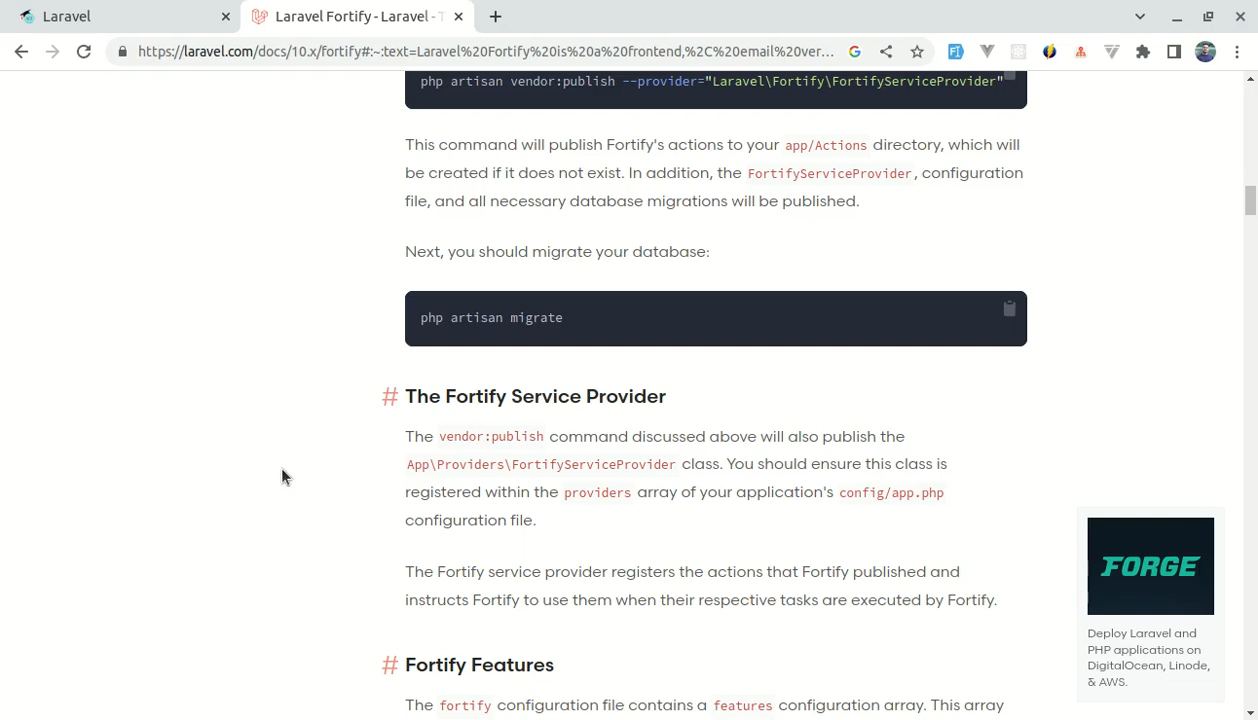 Laravel
Laravel Fortify - Laravel - T
https://laravel.com/docs/10.x/fortify#:~:text=Laravel%20Fortify%20is%20a%20frontend,%2C%20email%20ver...
php artisan vendor:publish --provider="Laravel\Fortify\FortifyServiceProvider"
This command will publish Fortify's actions to your app/Actions directory, which will
be created if it does not exist. In addition, the FortifyServiceProvider, configuration
file, and all necessary database migrations will be published.
Next, you should migrate your database:
php artisan migrate
# The Fortify Service Provider
The vendor:publish command discussed above will also publish the
App\Providers\FortifyServiceProvider class. You should ensure this class is
registered within the providers array of your application's config/app.php
configuration file.
The Fortify service provider registers the actions that Fortify published and
instructs Fortify to use them when their respective tasks are executed by Fortify.
# Fortify Features
The fortify configuration file contains a features configuration array. This array
FORGE
Deploy Laravel and
PHP applications on
DigitalOcean, Linode,
& AWS.